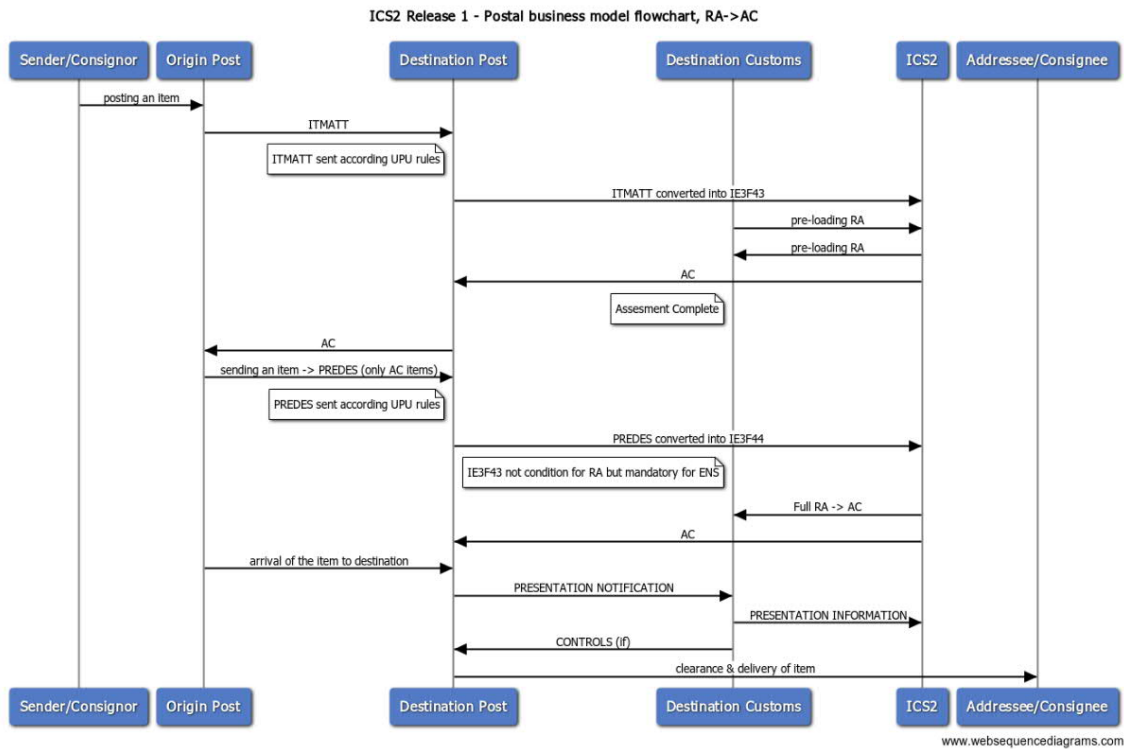 ICS2 Release 1 - Postal business model flowchart, RA->AC
Sender/Consignor Origin Post Destination Post Destination Customs ICS2 Addressee/Consignee
posting an item
ITMATT
ITMATT sent according UPU rules
ITMATT converted into IE3F43
pre-loading RA
pre-loading RA
AC
Assesment Complete
AC
sending an item -> PREDES (only AC items)
PREDES sent according UPU rules
PREDES converted into IE3F44
IE3F43 not condition for RA but mandatory for ENS
Full RA -> AC
AC
arrival of the item to destination
PRESENTATION NOTIFICATION
PRESENTATION INFORMATION
CONTROLS (if)
clearance & delivery of item
Sender/Consignor Origin Post Destination Post Destination Customs ICS2 Addressee/Consignee
www.websequencediagrams.com